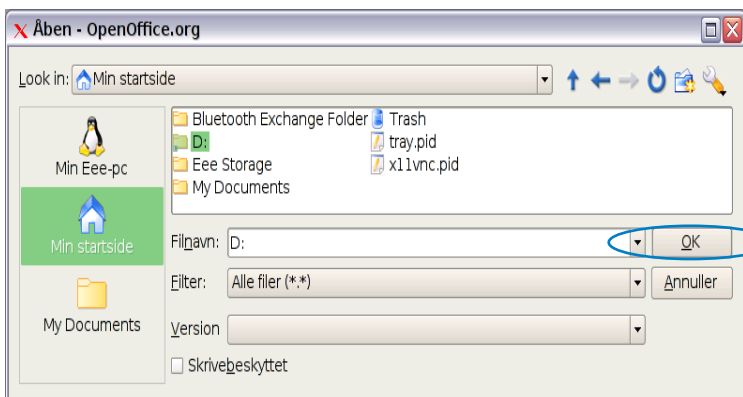 Åben - OpenOffice.org
Look in: Min startside
Bluetooth Exchange Folder Trash
D: tray.pid
Eee Storage x11vnc.pid
My Documents
Min Eee-pc
Min startside
My Documents
Filnavn: D: OK
Filter: Alle filer (*.*) Annuller
Version
Skrivebeskyttet